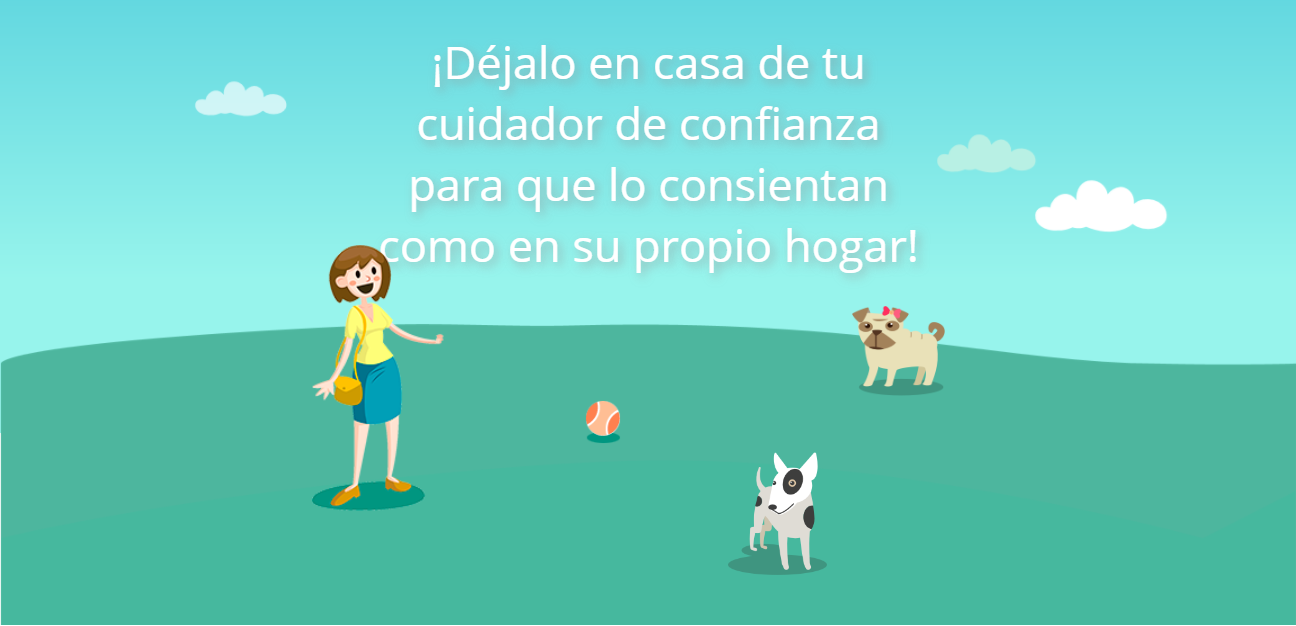 ¡Déjalo en casa de tu
cuidador de confianza
para que lo consientan
como en su propio hogar!